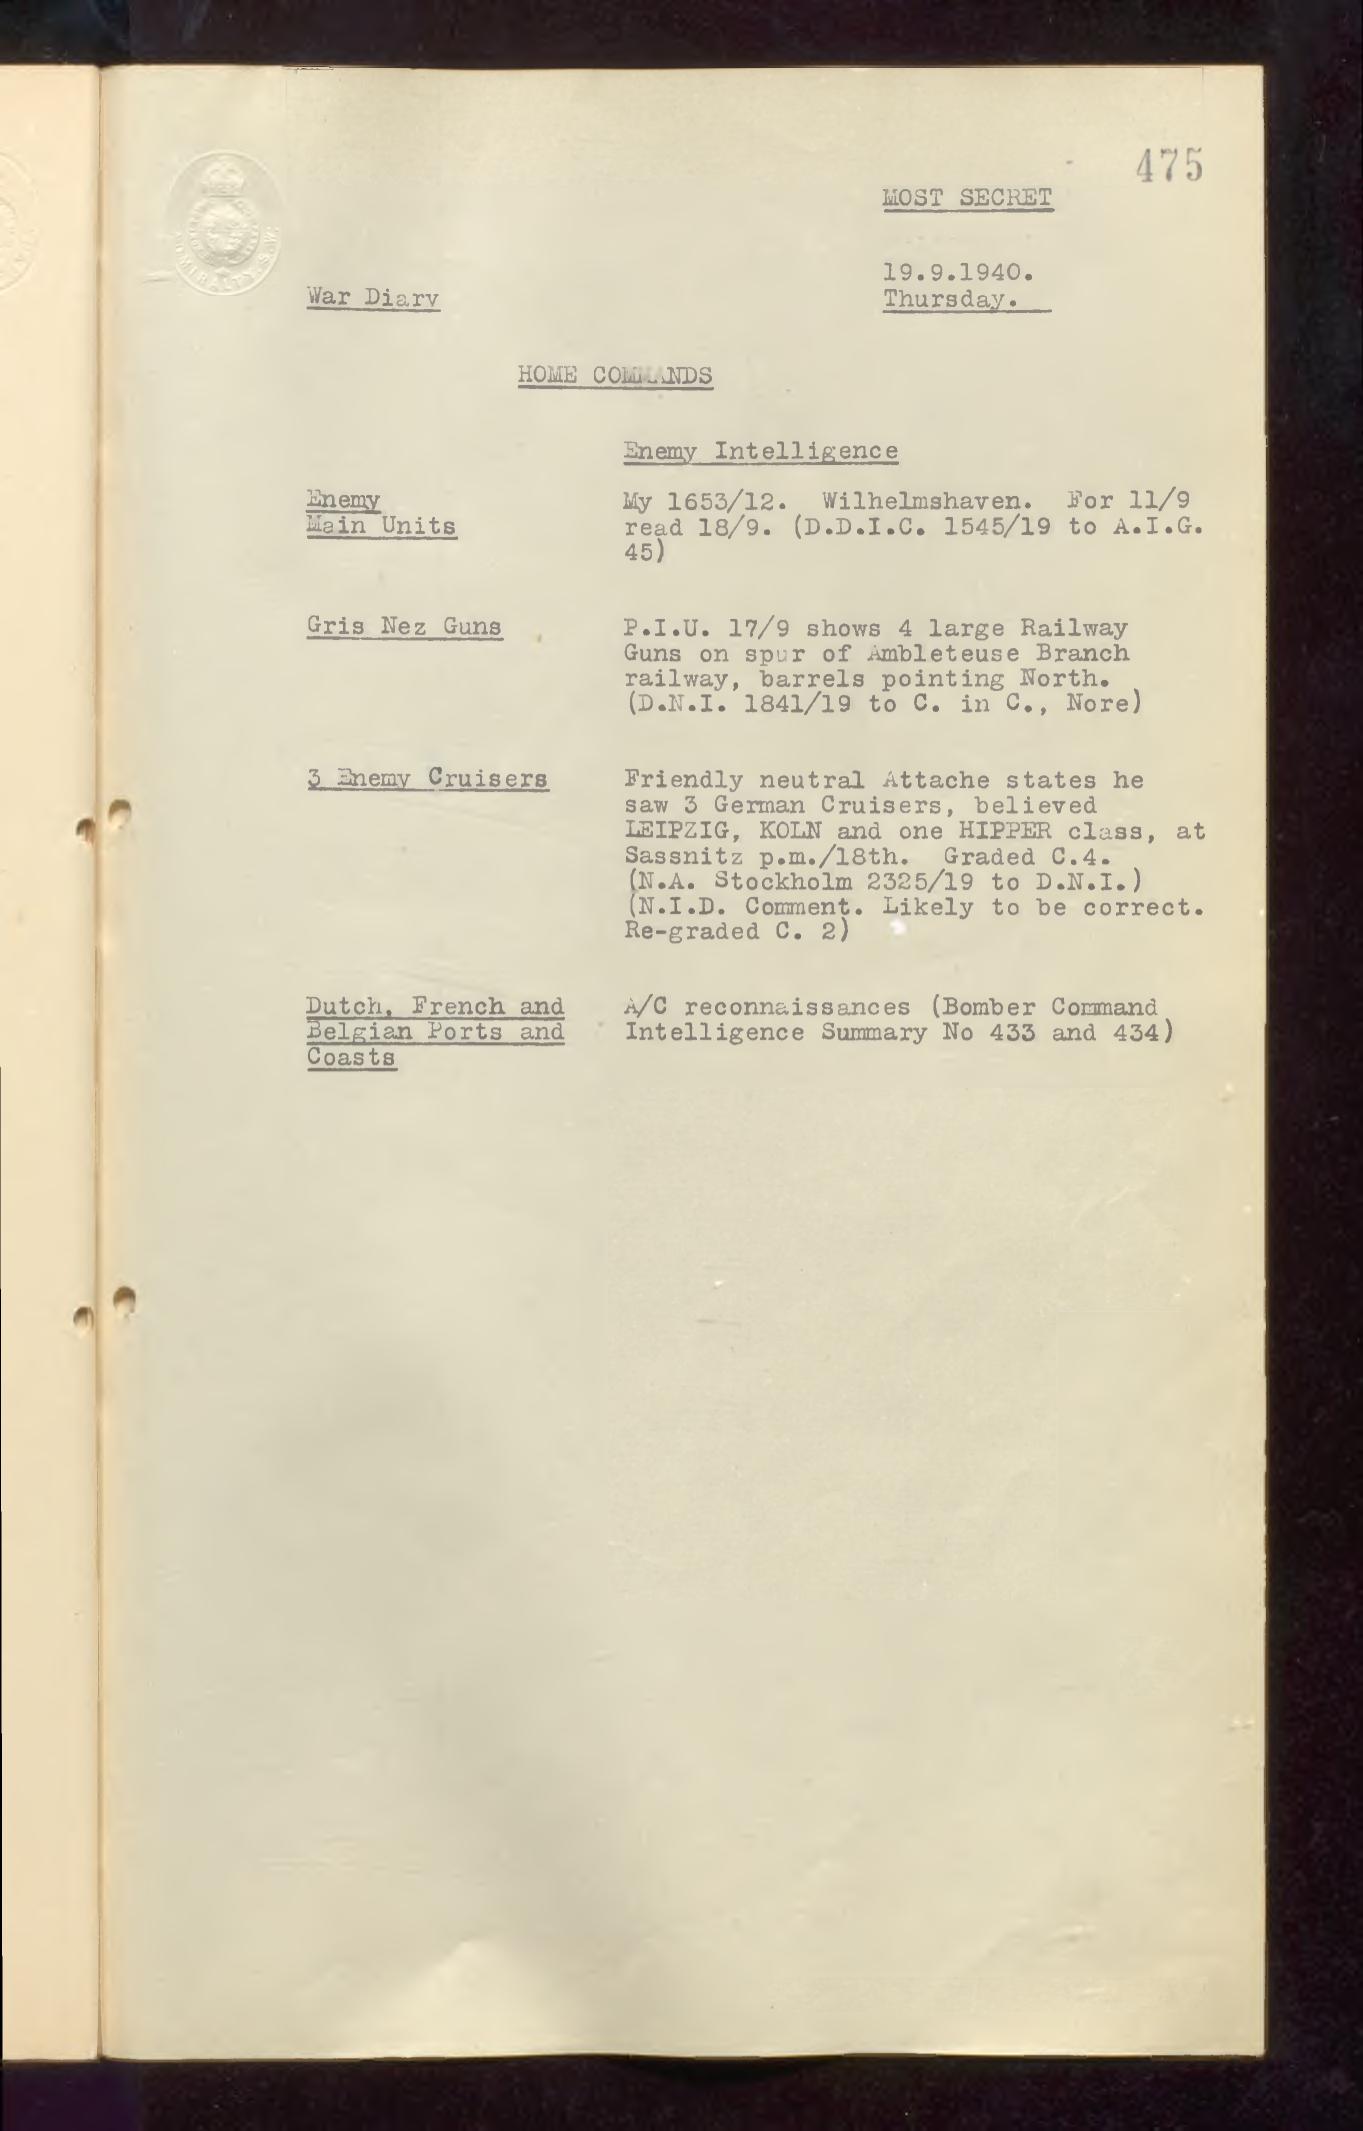 475
MOST SECRET
19.9.1940.
War Diary
Thursday.
HOME COMMANDS
Enemy Intelligence
Enemy
Main Units
My 1653/12. Wilhelmshaven. For 11/9
read 18/9. (D.D.I.C. 1545/19 to A.I.G.
45)
Gris Nez Guns
P.I.U. 17/9 shows 4 large Railway
Guns on spur of Ambleteuse Branch
railway, barrels pointing North.
(D.N.I. 1841/19 to C. in C., Nore)
3 Enemy Cruisers
Friendly neutral Attache states he
saw 3 German Cruisers, believed
LEIPZIG, KOLN and one HIPPER class, at
Sassnitz p.m./18th. Graded C.4.
(N.A. Stockholm 2325/19 to D.N.I.)
(N.I.D. Comment. Likely to be correct.
Re-graded C. 2)
Dutch, French and
Belgian Ports and
Coasts
A/C reconnaissances (Bomber Command
Intelligence Summary No 433 and 434)
ADMIRALTY. S.W.